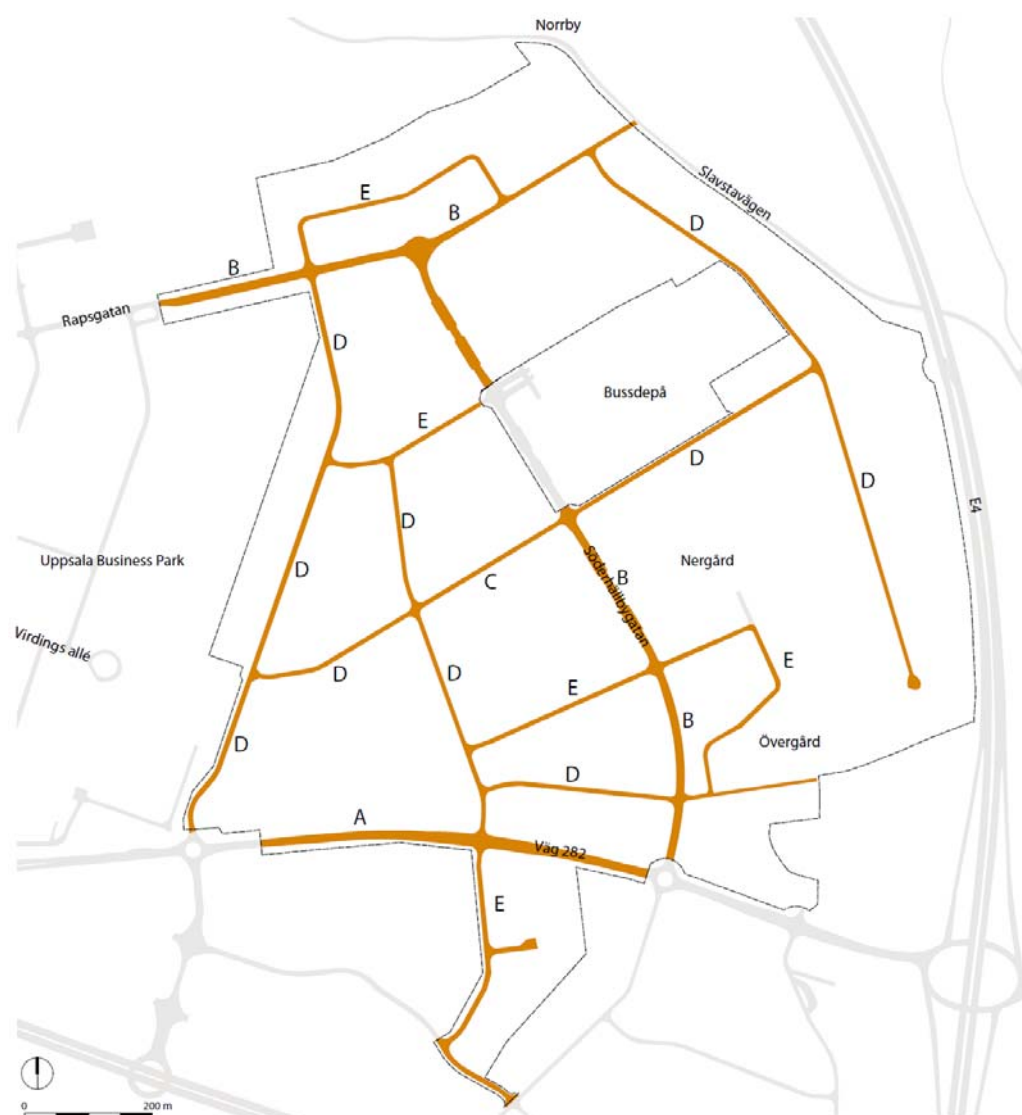 Norrby
Slavstavägen
E
B
D
B
Rapsgatan
D
Bussdepå
E
D
D
E4
D
Uppsala Business Park
D
C
Söderhällbygatan
B
Nergård
Virdings allé
D
D
E
E
B
D
D
Övergård
A
Väg 282
E
0
200 m